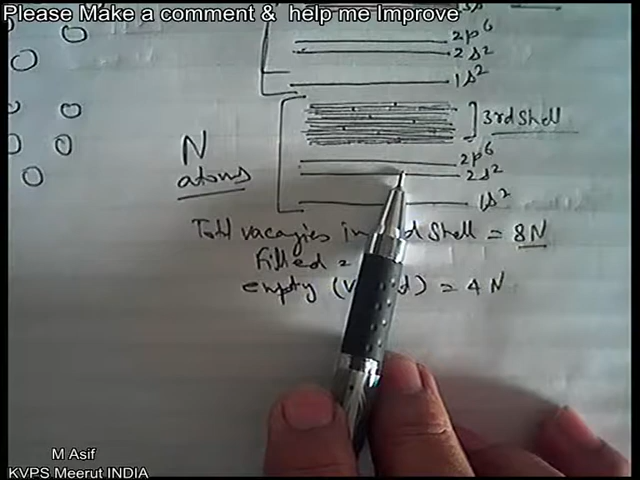 Please Make a comment & help me Improve
2p6
2s2
1s2
3rd Shell
N
atoms
2p6
2s2
1s2
Total vacancies in Shell = 8N
Filled =
empty ( ) = 4N
M Asif
KVPS Meerut INDIA